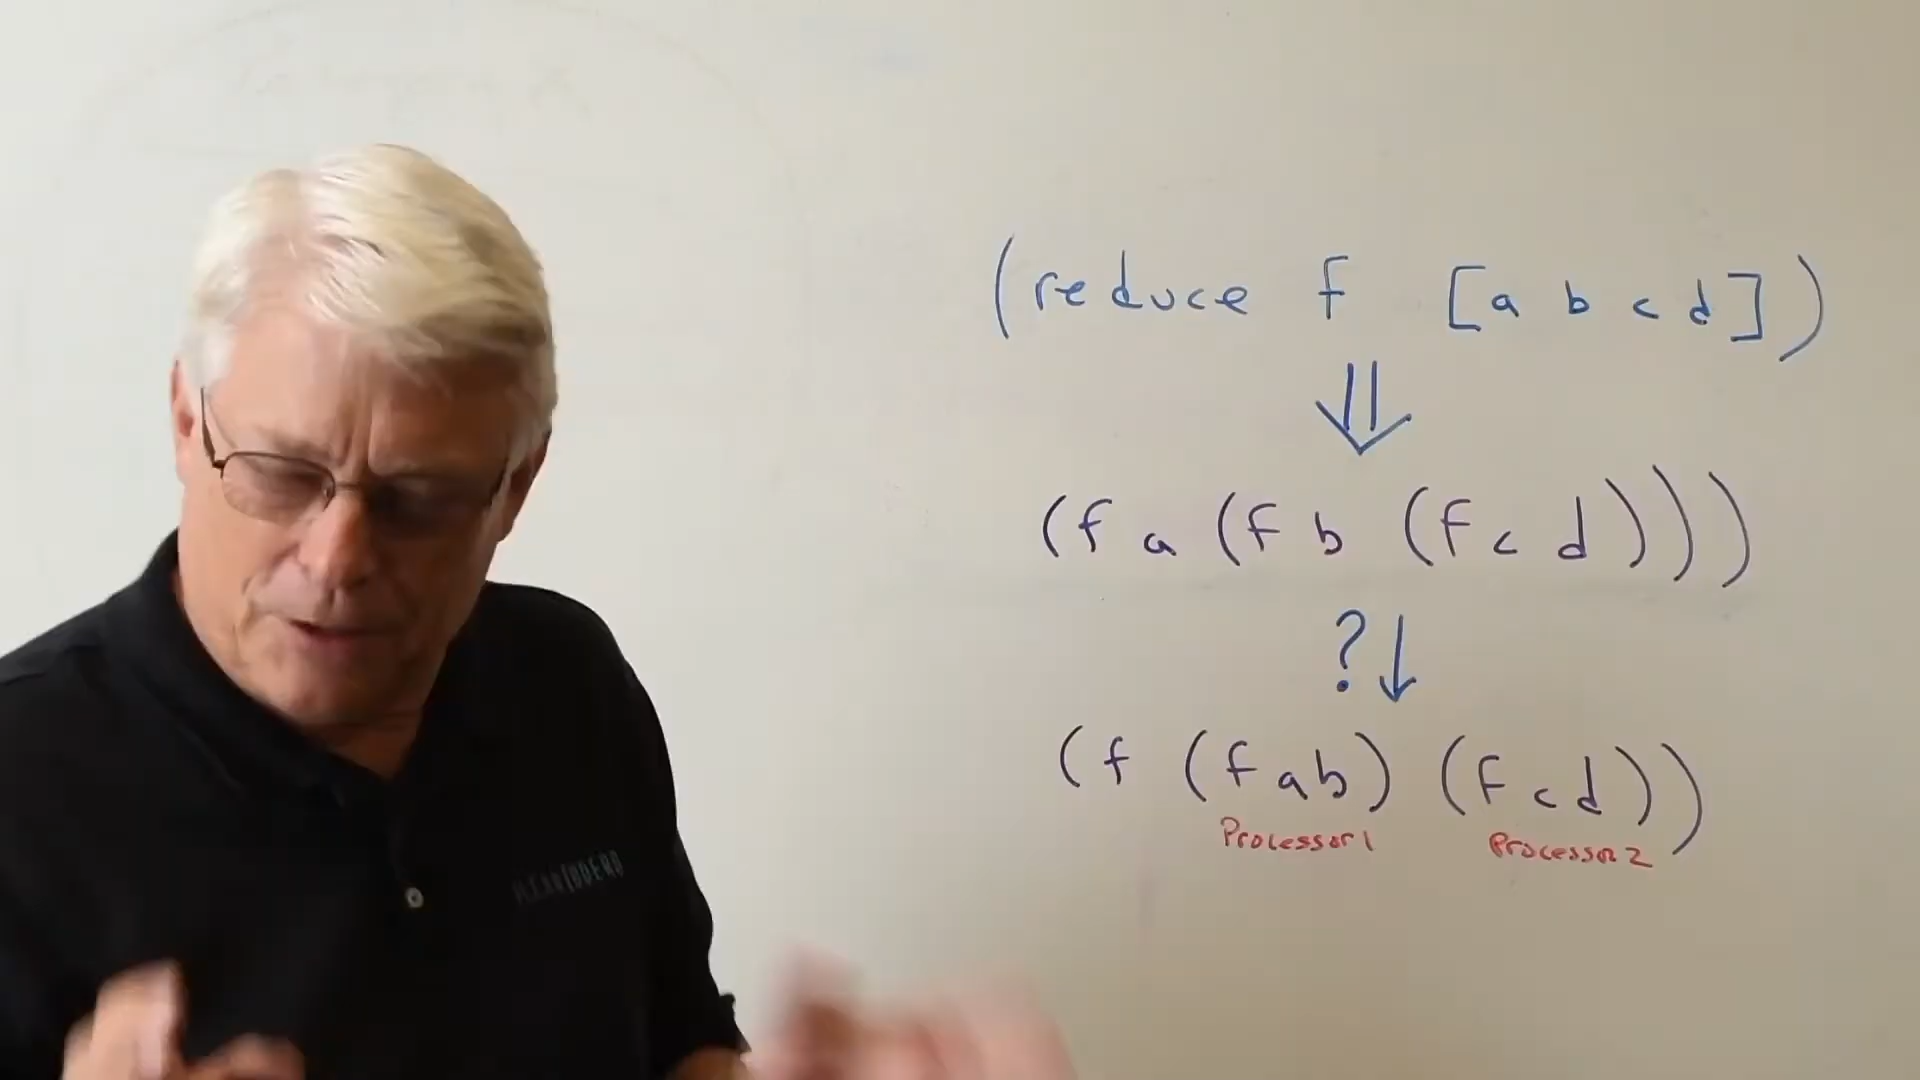 (reduce f [a b c d])
(f a (f b (f c d)))
?
(f (f a b) (f c d))
Processor 1 Processor 2